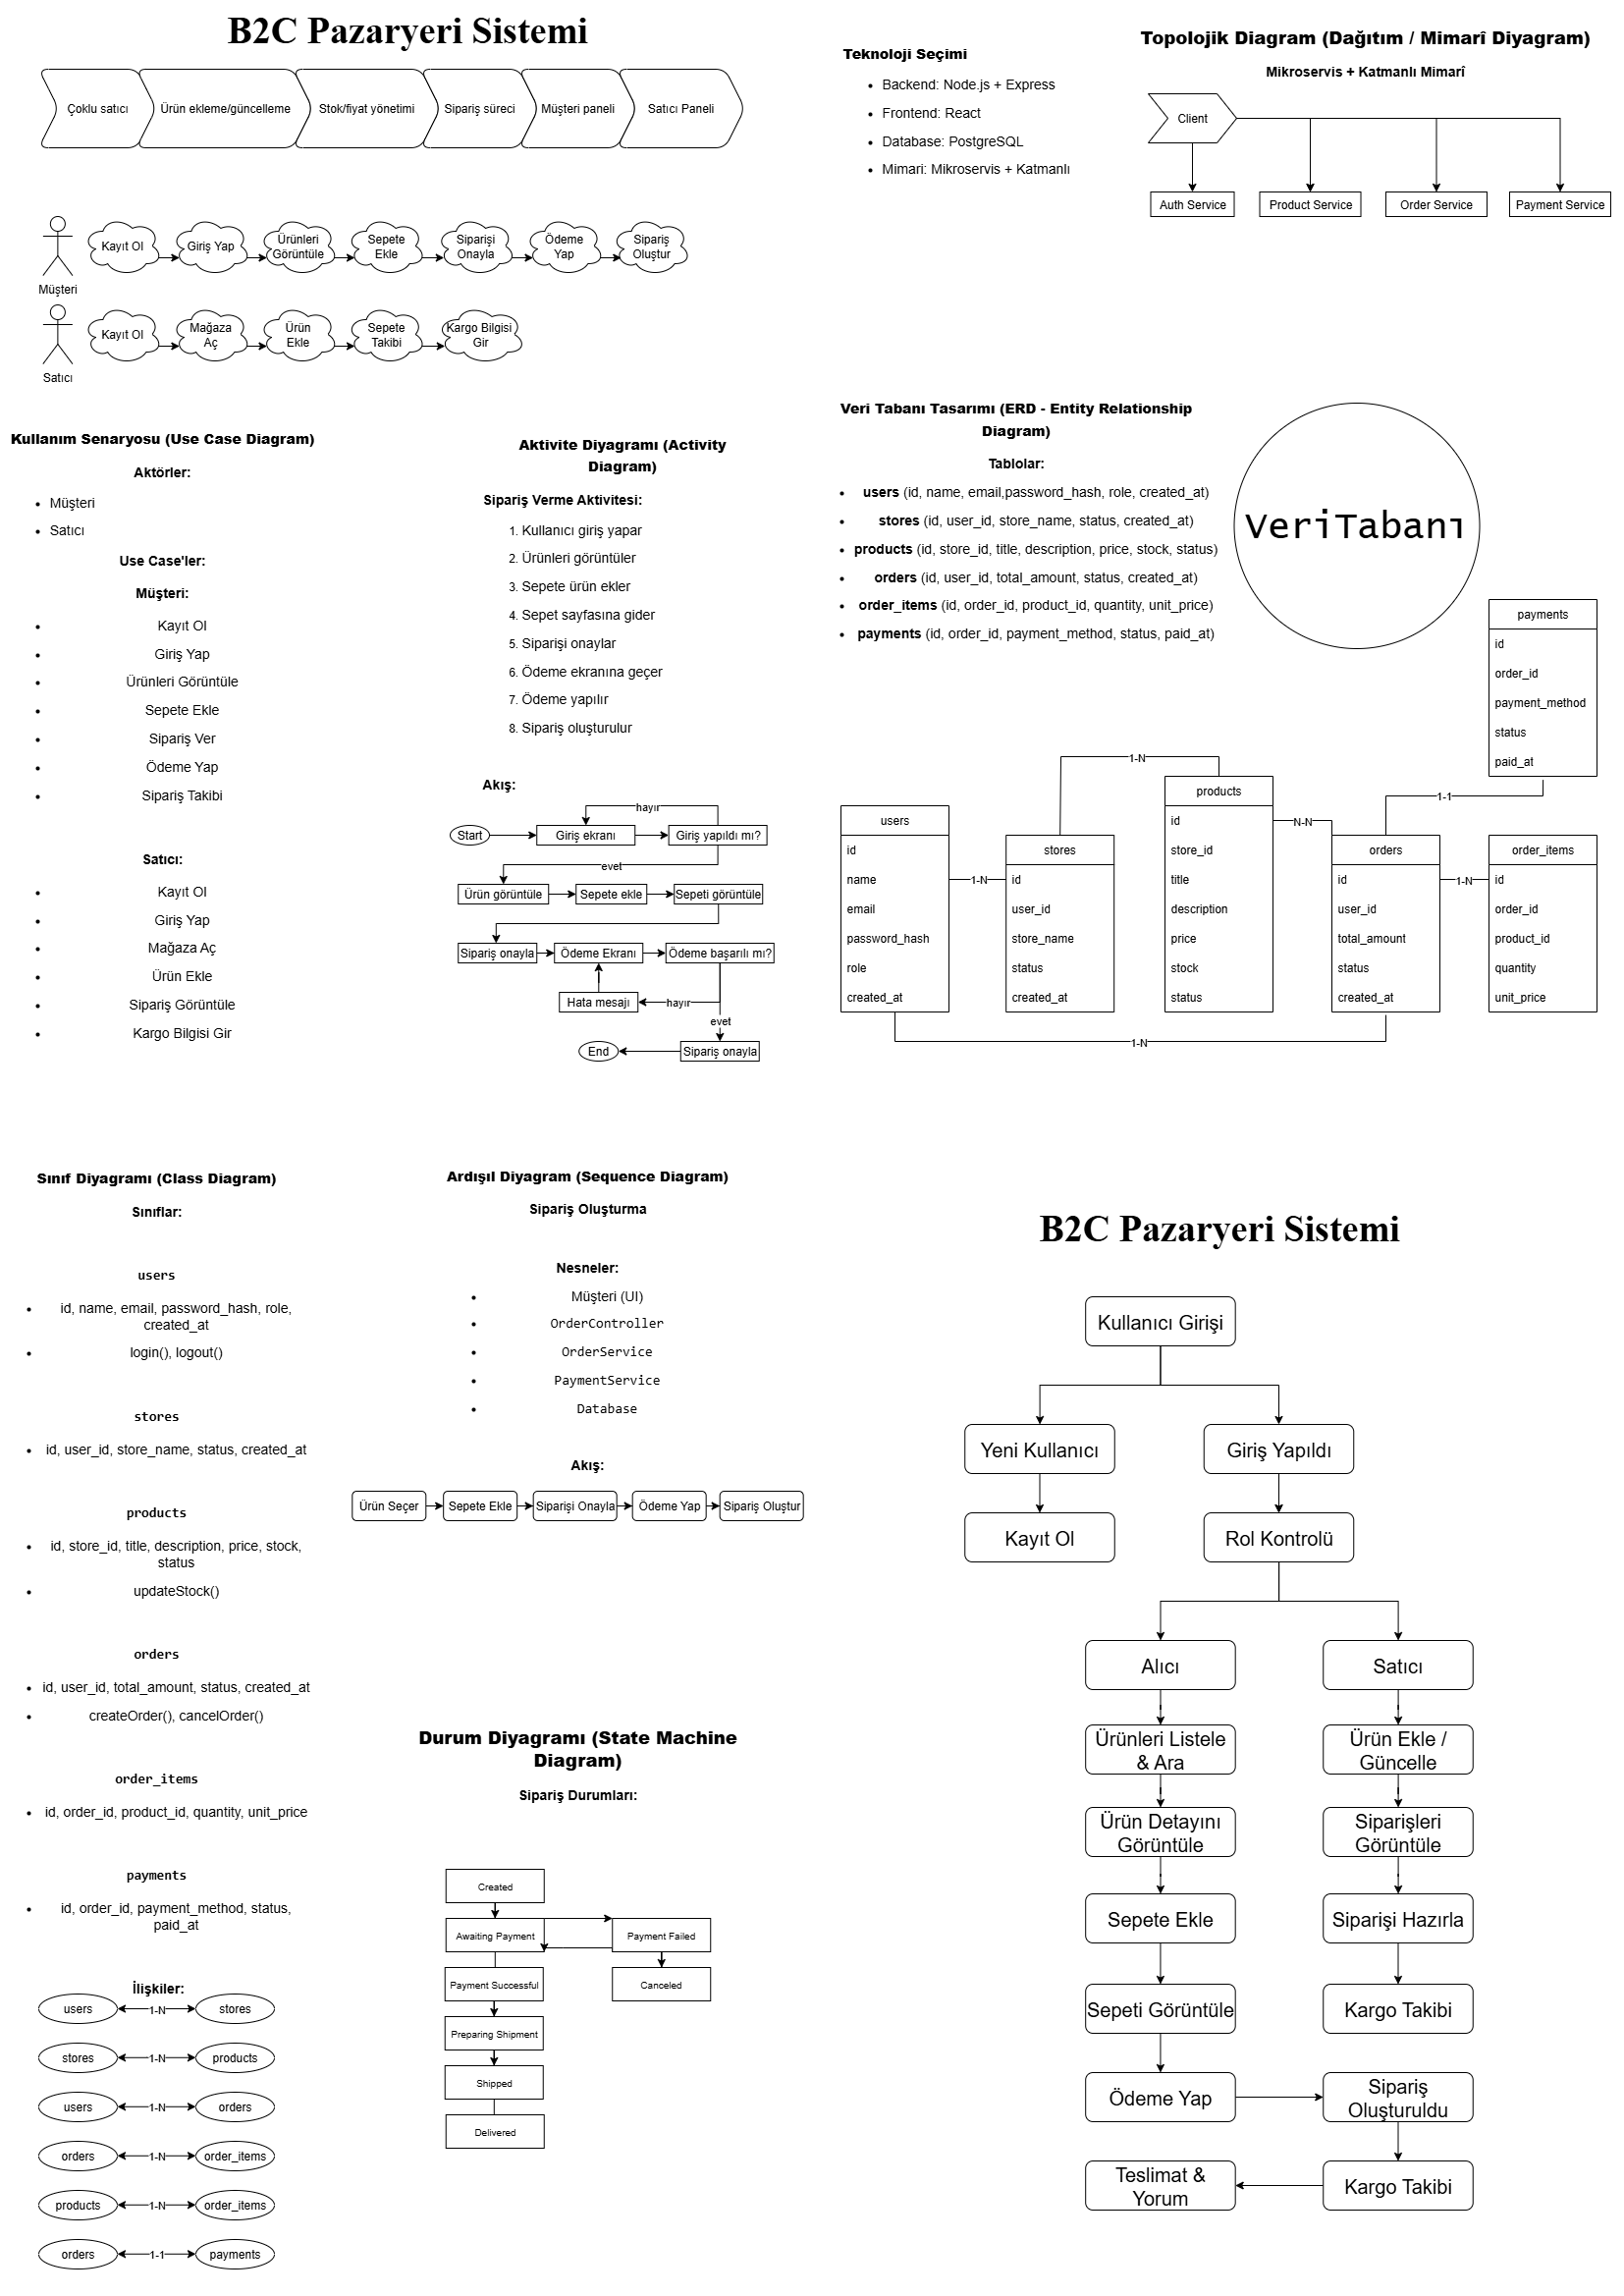 B2C Pazaryeri Sistemi
Çoklu satıcı
Ürün ekleme/güncelleme
Stok/fiyat yönetimi
Sipariş süreci
Müşteri paneli
Satıcı Paneli
Müşteri
Kayıt Ol
Giriş Yap
Ürünleri
Görüntüle
Sepete
Ekle
Siparişi
Onayla
Ödeme
Yap
Sipariş
Oluştur
Satıcı
Kayıt Ol
Mağaza
Aç
Ürün
Ekle
Sepete
Takibi
Kargo Bilgisi
Gir
Teknoloji Seçimi
• Backend: Node.js + Express
• Frontend: React
• Database: PostgreSQL
• Mimari: Mikroservis + Katmanlı
Topolojik Diagram (Dağıtım / Mimarî Diyagram)
Mikroservis + Katmanlı Mimarî
Client
Auth Service
Product Service
Order Service
Payment Service
Kullanım Senaryosu (Use Case Diagram)
Aktörler:
• Müşteri
• Satıcı
Use Case'ler:
Müşteri:
• Kayıt Ol
• Giriş Yap
• Ürünleri Görüntüle
• Sepete Ekle
• Sipariş Ver
• Ödeme Yap
• Sipariş Takibi
Satıcı:
• Kayıt Ol
• Giriş Yap
• Mağaza Aç
• Ürün Ekle
• Sipariş Görüntüle
• Kargo Bilgisi Gir
Aktivite Diyagramı (Activity
Diagram)
Sipariş Verme Aktivitesi:
1. Kullanıcı giriş yapar
2. Ürünleri görüntüler
3. Sepete ürün ekler
4. Sepet sayfasına gider
5. Siparişi onaylar
6. Ödeme ekranına geçer
7. Ödeme yapılır
8. Sipariş oluşturulur
Akış:
hayır
Start
Giriş ekranı
Giriş yapıldı mı?
evet
Ürün görüntüle
Sepete ekle
Sepeti görüntüle
Sipariş onayla
Ödeme Ekranı
Ödeme başarılı mı?
Hata mesajı
hayır
evet
End
Sipariş onayla
Veri Tabanı Tasarımı (ERD - Entity Relationship
Diagram)
Tablolar:
• users (id, name, email,password_hash, role, created_at)
• stores (id, user_id, store_name, status, created_at)
• products (id, store_id, title, description, price, stock, status)
• orders (id, user_id, total_amount, status, created_at)
• order_items (id, order_id, product_id, quantity, unit_price)
• payments (id, order_id, payment_method, status, paid_at)
VeriTabanı
payments
id
order_id
payment_method
status
paid_at
1-N
1-1
users
id
name
email
password_hash
role
created_at
1-N
stores
id
user_id
store_name
status
created_at
products
id
store_id
title
description
price
stock
status
N-N
orders
id
user_id
total_amount
status
created_at
1-N
order_items
id
order_id
product_id
quantity
unit_price
1-N
Sınıf Diyagramı (Class Diagram)
Sınıflar:
users
• id, name, email, password_hash, role,
created_at
• login(), logout()
stores
• id, user_id, store_name, status, created_at
products
• id, store_id, title, description, price, stock,
status
• updateStock()
orders
• id, user_id, total_amount, status, created_at
• createOrder(), cancelOrder()
order_items
• id, order_id, product_id, quantity, unit_price
payments
• id, order_id, payment_method, status,
paid_at
İlişkiler:
users 1-N stores
stores 1-N products
users 1-N orders
orders 1-N order_items
products 1-N order_items
orders 1-1 payments
Ardışıl Diyagram (Sequence Diagram)
Sipariş Oluşturma
Nesneler:
• Müşteri (UI)
• OrderController
• OrderService
• PaymentService
• Database
Akış:
Ürün Seçer
Sepete Ekle
Siparişi Onayla
Ödeme Yap
Sipariş Oluştur
Durum Diyagramı (State Machine
Diagram)
Sipariş Durumları:
Created
Awaiting Payment
Payment Failed
Payment Successful
Canceled
Preparing Shipment
Shipped
Delivered
B2C Pazaryeri Sistemi
Kullanıcı Girişi
Yeni Kullanıcı
Giriş Yapıldı
Kayıt Ol
Rol Kontrolü
Alıcı
Satıcı
Ürünleri Listele
& Ara
Ürün Ekle /
Güncelle
Ürün Detayını
Görüntüle
Siparişleri
Görüntüle
Sepete Ekle
Siparişi Hazırla
Sepeti Görüntüle
Kargo Takibi
Ödeme Yap
Sipariş
Oluşturuldu
Teslimat &
Yorum
Kargo Takibi